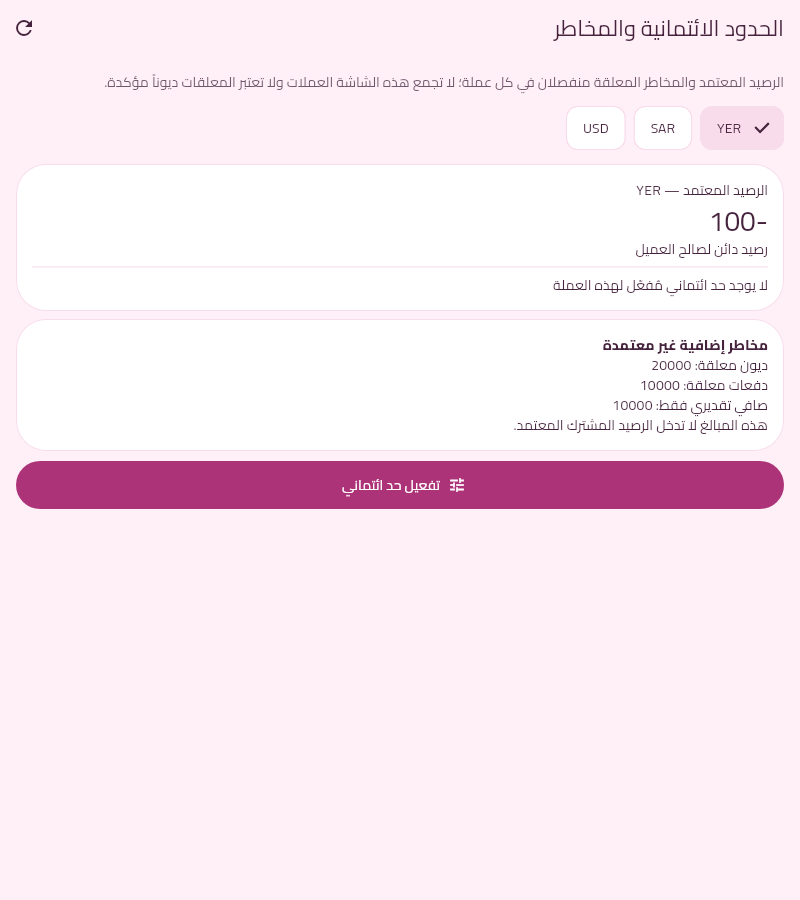 الحدود الائتمانية والمخاطر
الرصيد المعتمد والمخاطر المعلقة منفصلان في كل عملة؛ لا تجمع هذه الشاشة العملات ولا تعتبر المعلقات ديوناً مؤكدة.
YER SAR USD
الرصيد المعتمد — YER
-100
رصيد دائن لصالح العميل
لا يوجد حد ائتماني مُفعّل لهذه العملة
مخاطر إضافية غير معتمدة
ديون معلقة: 20000
دفعات معلقة: 10000
صافي تقديري فقط: 10000
هذه المبالغ لا تدخل الرصيد المشترك المعتمد.
تفعيل حد ائتماني